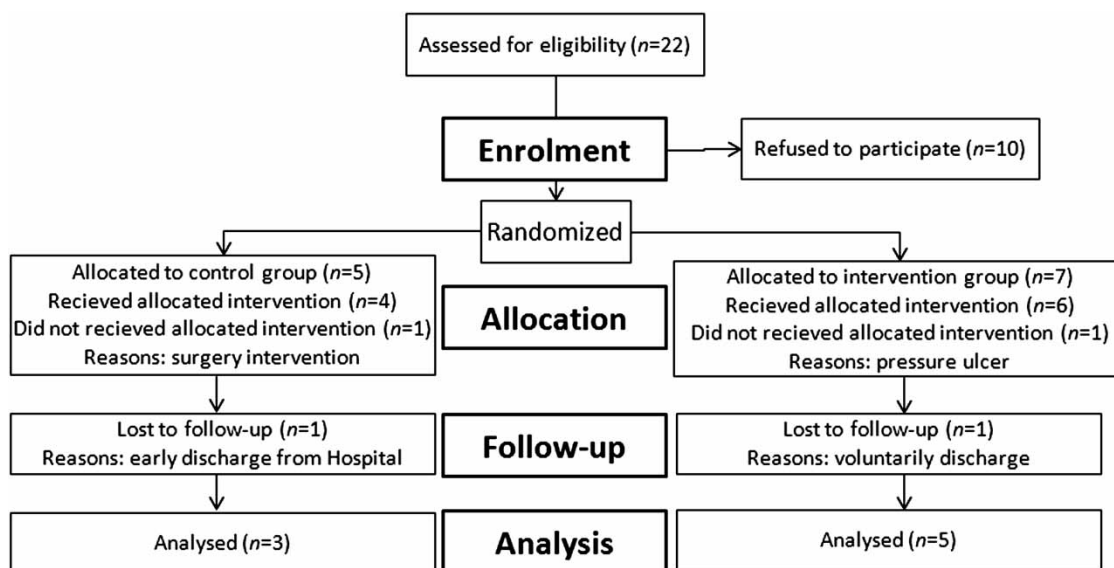 Assessed for eligibility (n=22)
Enrolment
Refused to participate (n=10)
Randomized
Allocated to control group (n=5)
Recieved allocated intervention (n=4)
Did not recieved allocated intervention (n=1)
Reasons: surgery intervention
Allocation
Allocated to intervention group (n=7)
Recieved allocated intervention (n=6)
Did not recieved allocated intervention (n=1)
Reasons: pressure ulcer
Lost to follow-up (n=1)
Reasons: early discharge from Hospital
Follow-up
Lost to follow-up (n=1)
Reasons: voluntarily discharge
Analysed (n=3)
Analysis
Analysed (n=5)